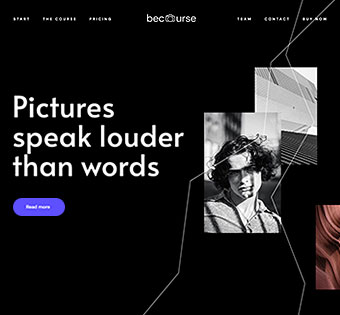 START
THE COURSE
PRICING
becourse
TEAM
CONTACT
BUY NOW
Pictures
speak louder
than words
Read more